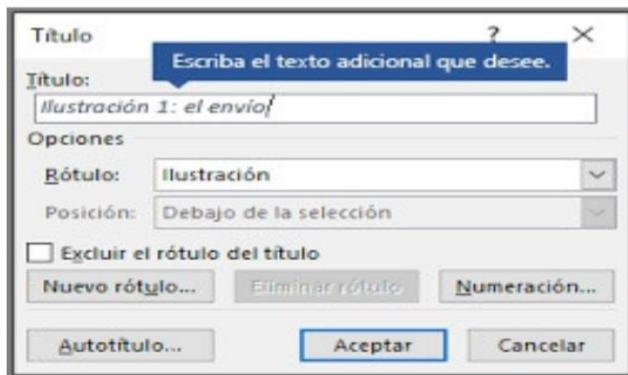 Título ? ×
Escriba el texto adicional que desee.
Título:
Ilustración 1: el envío
Opciones
Rótulo: Ilustración
Posición: Debajo de la selección
Excluir el rótulo del título
Nuevo rótulo... Eliminar rótulo Numeración...
Autotítulo... Aceptar Cancelar